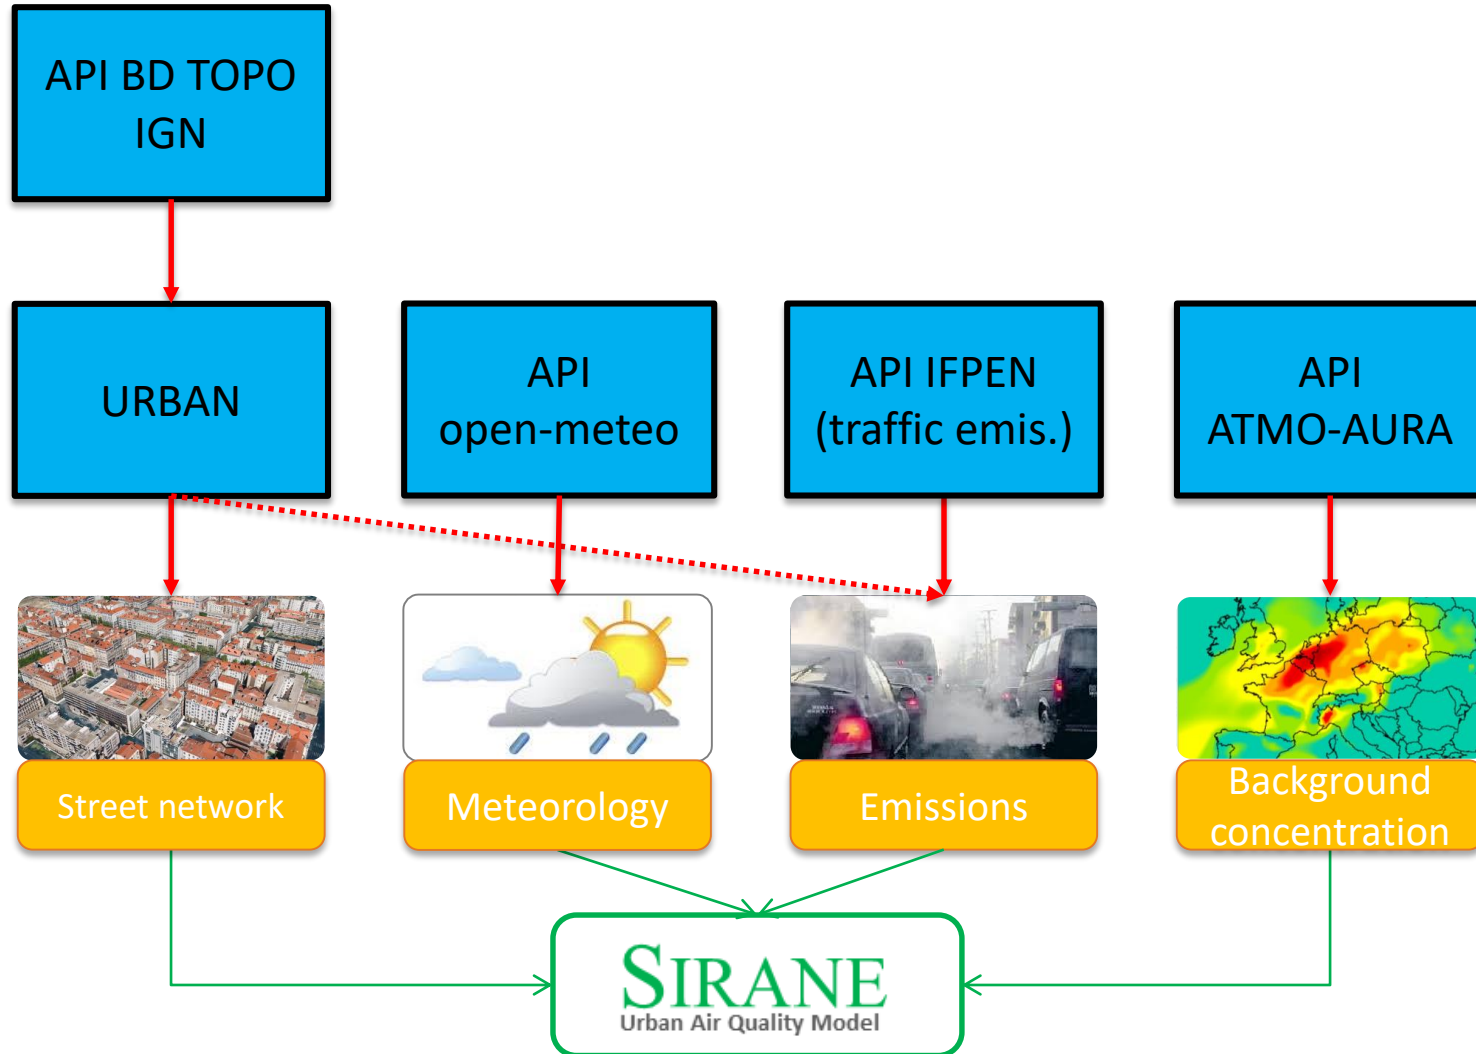 API BD TOPO
IGN
URBAN
API
open-meteo
API IFPEN
(traffic emis.)
API
ATMO-AURA
Street network
Meteorology
Emissions
Background
concentration
SIRANE
Urban Air Quality Model